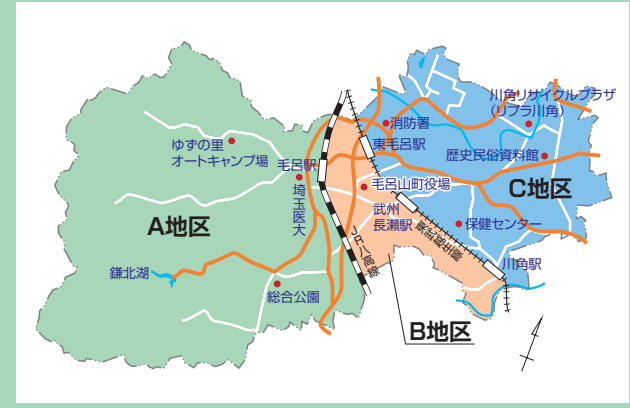 川角リサイクルプラザ
(リプラ川角)
消防署
東毛呂駅
ゆずの里
オートキャンプ場
歴史民俗資料館
毛呂駅
埼玉医大
毛呂山町役場
C地区
A地区
武州
長瀬駅
保健センター
JR八高線
東武越生線
川角駅
鎌北湖
総合公園
B地区